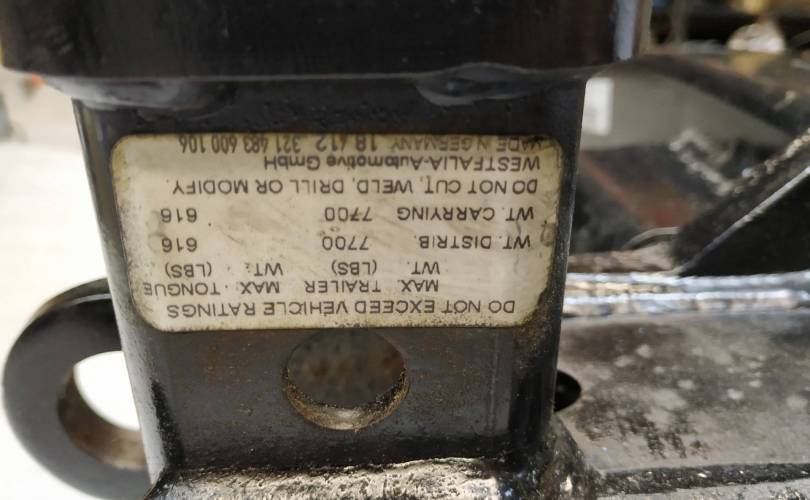 DO NOT EXCEED VEHICLE RATINGS
MAX. TRAILER MAX. TONGUE
WT. (LBS) WT. (LBS)
WT. DISTRIB. 7700 616
WT. CARRYING 7700 616
DO NOT CUT, WELD, DRILL OR MODIFY.
WESTFALIA-Automotive GmbH
MADE IN GERMANY 18 412 321 483 600 106